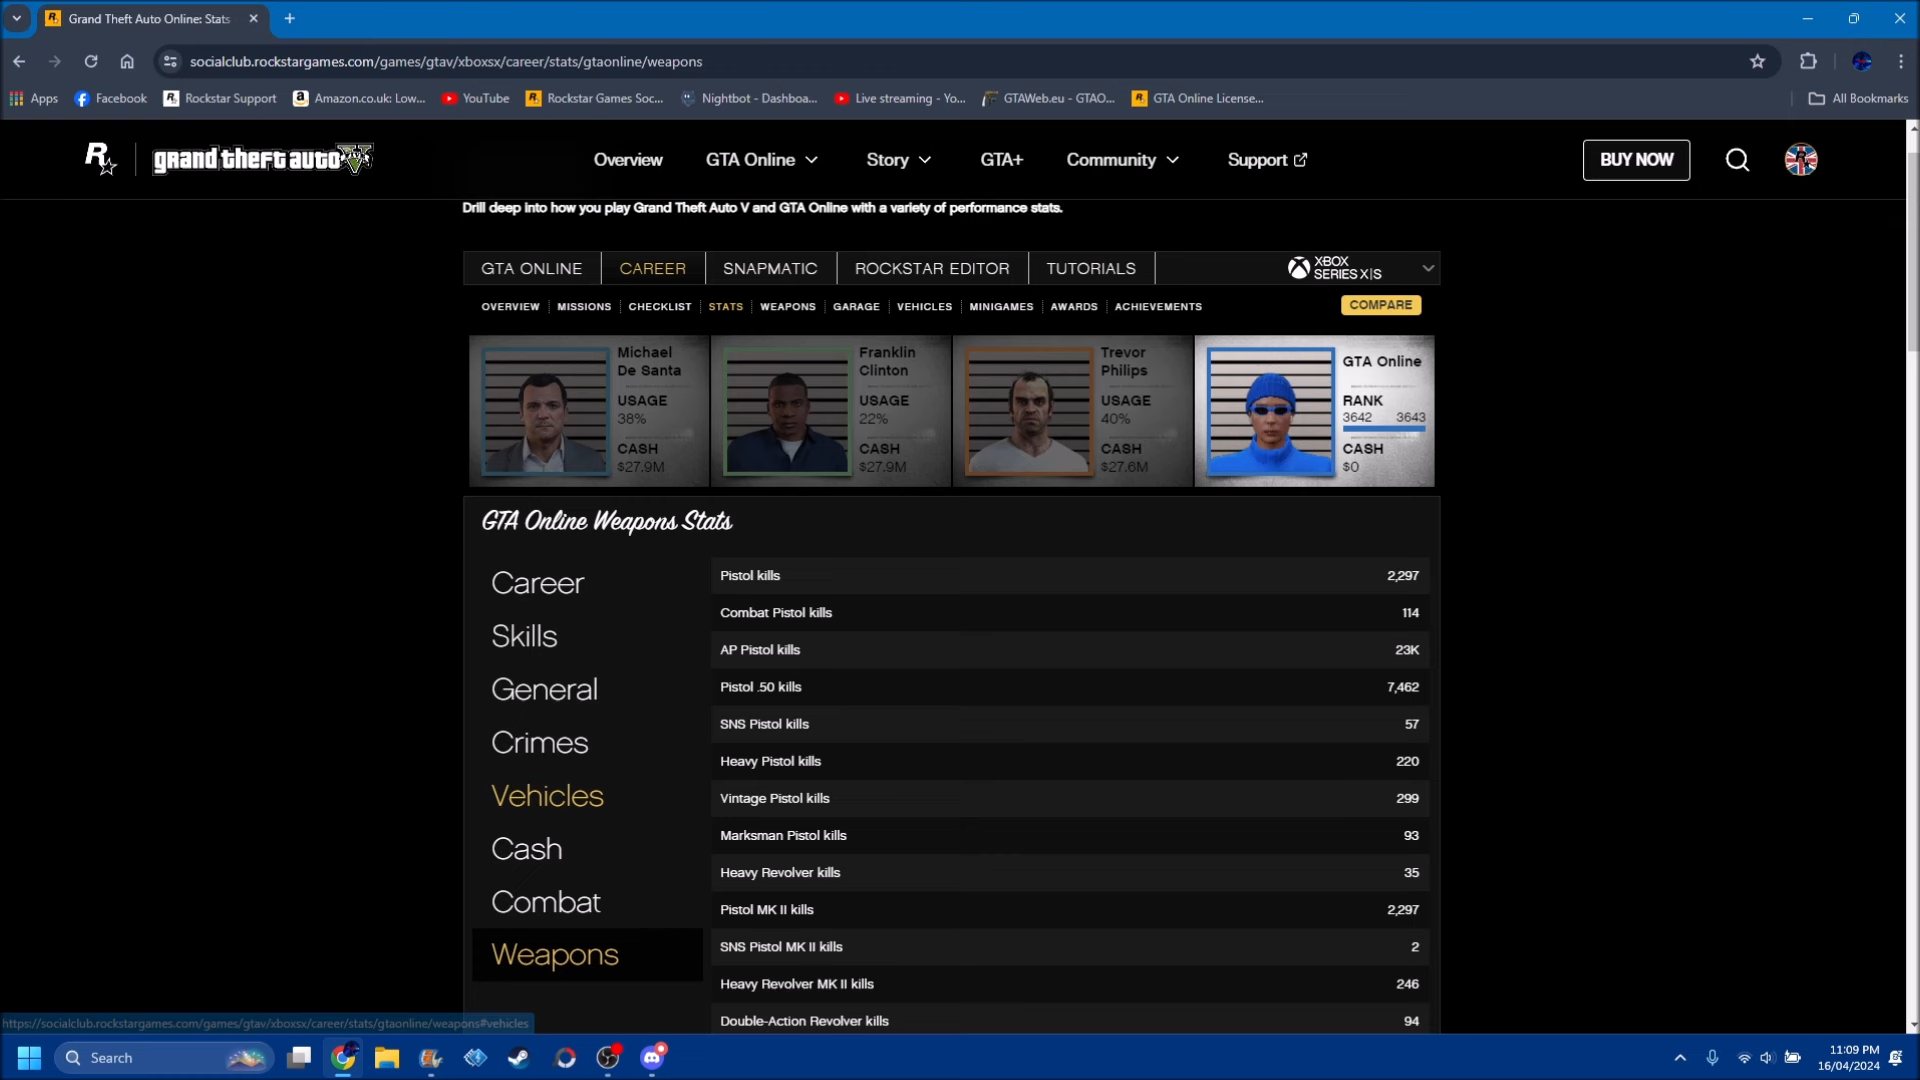 Grand Theft Auto Online: Stats
socialclub.rockstargames.com/games/gtav/xboxsx/career/stats/gtaonline/weapons
Apps Facebook Rockstar Support Amazon.co.uk: Low... YouTube Rockstar Games Soc... Nightbot - Dashboa... Live streaming - Yo... GTAWeb.eu - GTAO... GTA Online License... All Bookmarks
R grand theft auto V Overview GTA Online Story GTA+ Community Support BUY NOW
Drill deep into how you play Grand Theft Auto V and GTA Online with a variety of performance stats.
GTA ONLINE CAREER SNAPMATIC ROCKSTAR EDITOR TUTORIALS XBOX
SERIES X|S
OVERVIEW MISSIONS CHECKLIST STATS WEAPONS GARAGE VEHICLES MINIGAMES AWARDS ACHIEVEMENTS COMPARE
Michael
De Santa
USAGE
38%
CASH
$27.9M
Franklin
Clinton
USAGE
22%
CASH
$27.9M
Trevor
Philips
USAGE
40%
CASH
$27.6M
GTA Online
RANK
3642 3643
CASH
$0
GTA Online Weapons Stats
Career
Skills
General
Crimes
Vehicles
Cash
Combat
Weapons
Pistol kills 2,297
Combat Pistol kills 114
AP Pistol kills 23K
Pistol .50 kills 7,462
SNS Pistol kills 57
Heavy Pistol kills 220
Vintage Pistol kills 299
Marksman Pistol kills 93
Heavy Revolver kills 35
Pistol MK II kills 2,297
SNS Pistol MK II kills 2
Heavy Revolver MK II kills 246
Double-Action Revolver kills 94
https://socialclub.rockstargames.com/games/gtav/xboxsx/career/stats/gtaonline/weapons#vehicles
Search
11:09 PM
16/04/2024